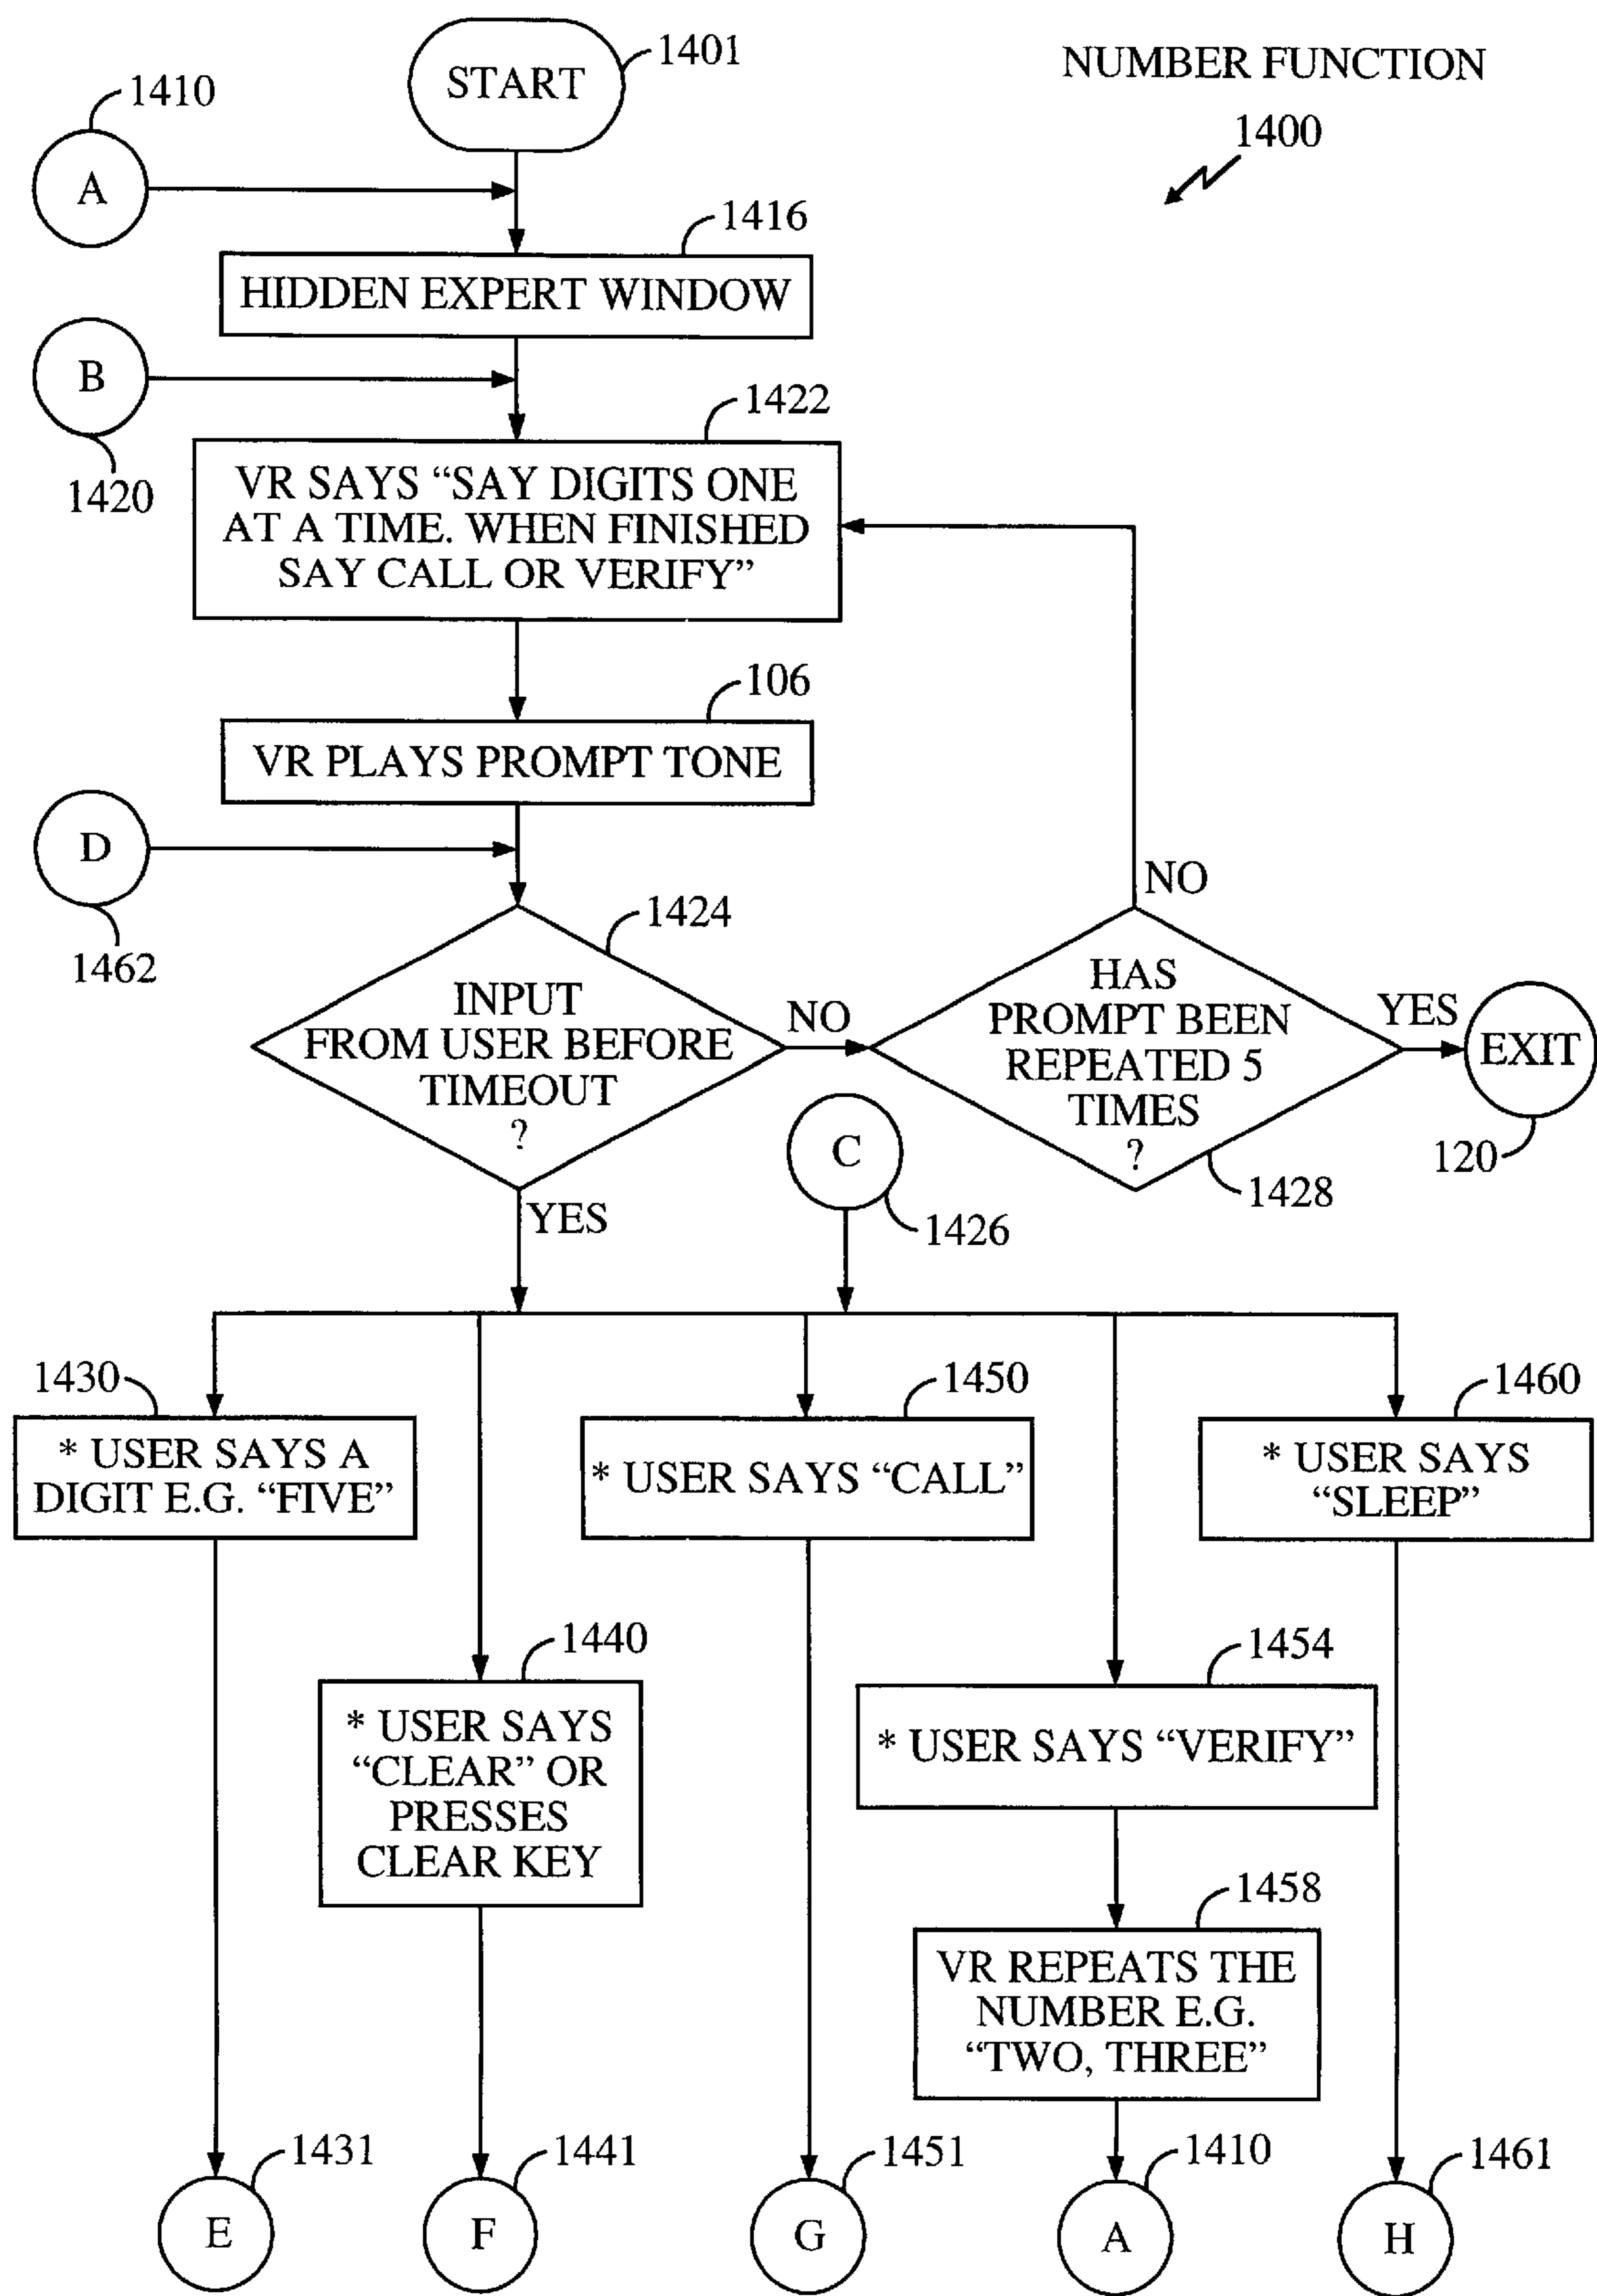 NUMBER FUNCTION
1400
START
1401
1410
A
1416
HIDDEN EXPERT WINDOW
B
1420
1422
VR SAYS “SAY DIGITS ONE
AT A TIME. WHEN FINISHED
SAY CALL OR VERIFY”
106
VR PLAYS PROMPT TONE
D
1462
1424
INPUT
FROM USER BEFORE
TIMEOUT
?
NO
YES
HAS
PROMPT BEEN
REPEATED 5
TIMES
?
1428
NO
YES
EXIT
120
C
1426
1430
* USER SAYS A
DIGIT E.G. “FIVE”
1450
* USER SAYS “CALL”
1460
* USER SAYS
“SLEEP”
1440
* USER SAYS
“CLEAR” OR
PRESSES
CLEAR KEY
1454
* USER SAYS “VERIFY”
1458
VR REPEATS THE
NUMBER E.G.
“TWO, THREE”
1431
E
1441
F
1451
G
1410
A
1461
H